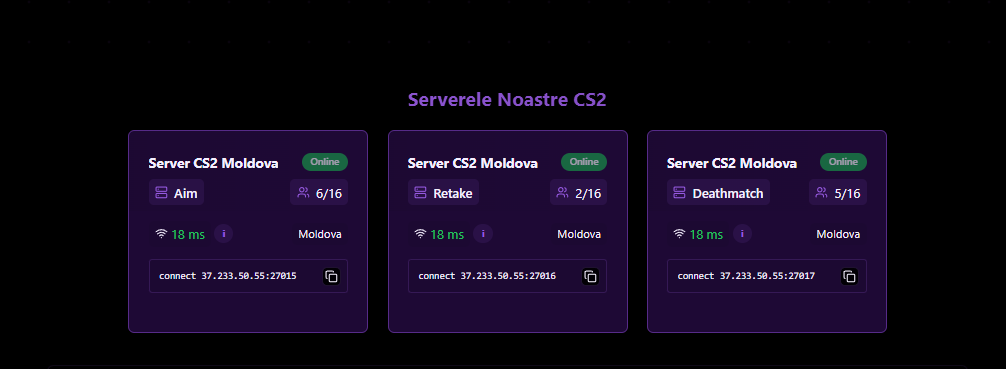 Serverele Noastre CS2
Server CS2 Moldova
Online
Aim
6/16
18 ms
i
Moldova
connect 37.233.50.55:27015
Server CS2 Moldova
Online
Retake
2/16
18 ms
i
Moldova
connect 37.233.50.55:27016
Server CS2 Moldova
Online
Deathmatch
5/16
18 ms
i
Moldova
connect 37.233.50.55:27017